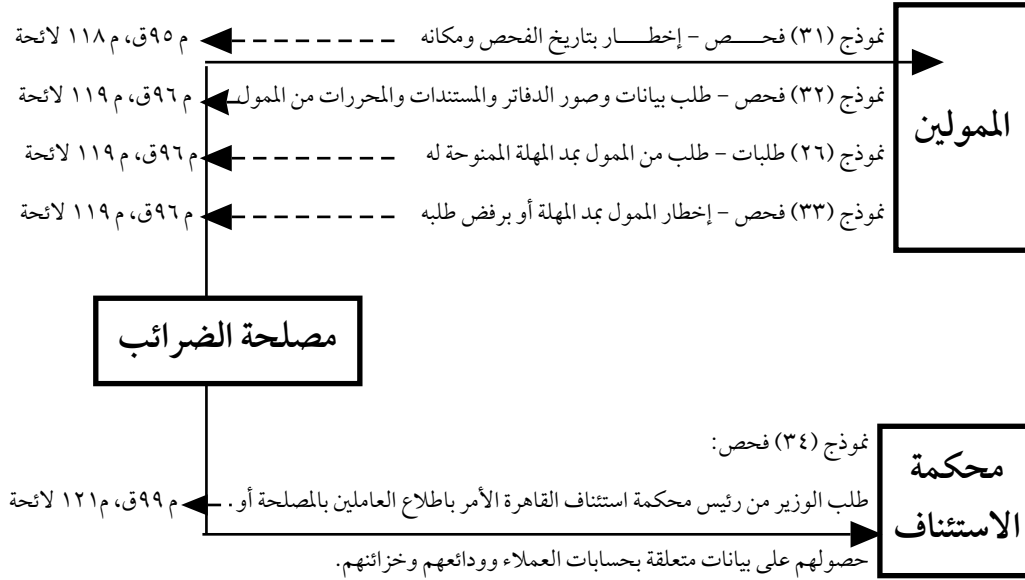 نموذج (٣١) فحـــــص – إخطـــــار بتاريخ الفحص ومكانه م ٩٥ق، م ١١٨ لائحة
نموذج (٣٢) فحص – طلب بيانات وصور الدفاتر والمستندات والمحررات من الممول م ٩٦ق، م ١١٩ لائحة
الممولين
نموذج (٢٦) طلبات – طلب من الممول بمد المهلة الممنوحة له م ٩٦ق، م ١١٩ لائحة
نموذج (٣٣) فحص – إخطار الممول بمد المهلة أو برفض طلبه م ٩٦ق، م ١١٩ لائحة
مصلحة الضرائب
نموذج (٣٤) فحص:
محكمة
الاستئناف
طلب الوزير من رئيس محكمة استئناف القاهرة الأمر باطلاع العاملين بالمصلحة أو . م ٩٩ق، م١٢١ لائحة
حصولهم على بيانات متعلقة بحسابات العملاء وودائعهم وخزائنهم.